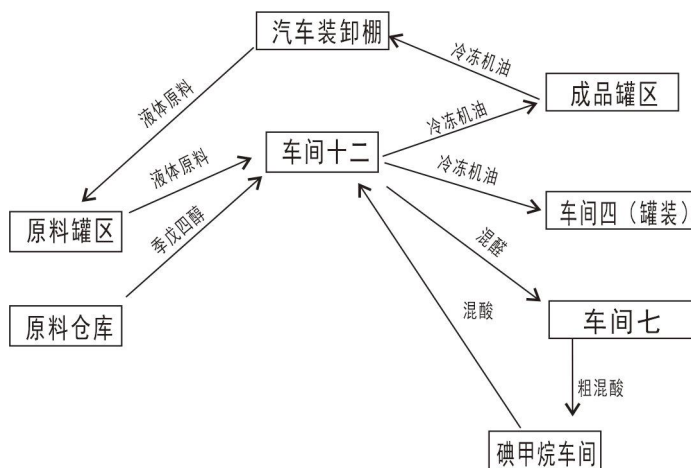 汽车装卸棚
冷冻机油
成品罐区
液体原料
冷冻机油
车间十二
液体原料
冷冻机油
车间四（罐装）
原料罐区
季戊四醇
混醛
原料仓库
混酸
车间七
粗混酸
碘甲烷车间